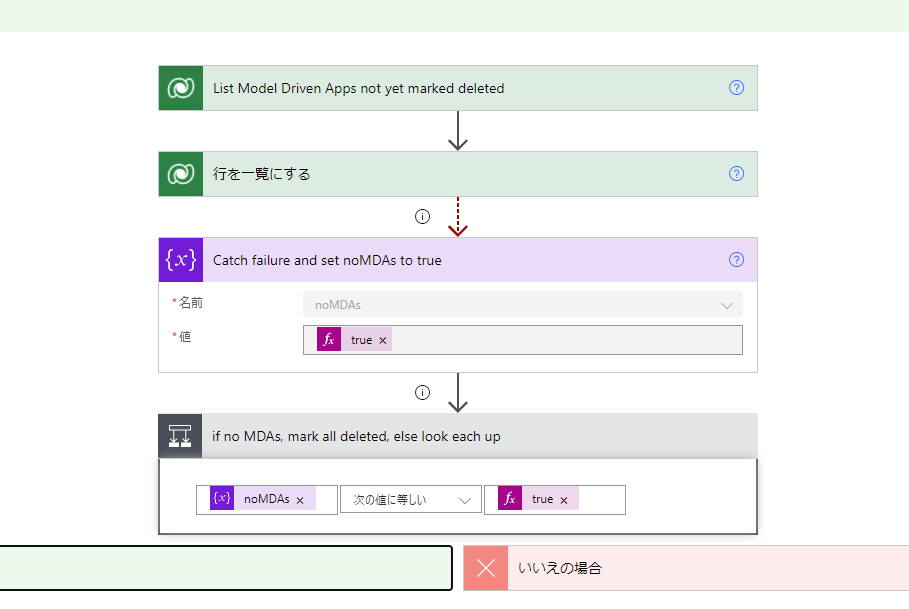 List Model Driven Apps not yet marked deleted
行を一覧にする
{x} Catch failure and set noMDAs to true
*名前 noMDAs
*値 fx true ×
if no MDAs, mark all deleted, else look each up
{x} noMDAs × 次の値に等しい fx true ×
いいえの場合